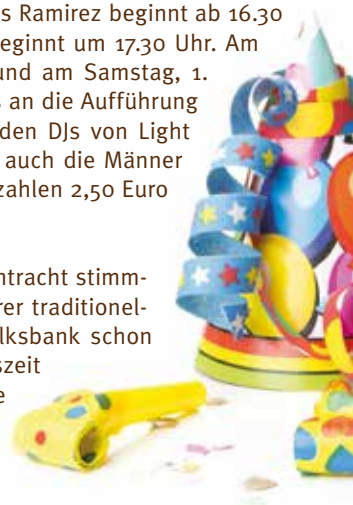 s Ramirez beginnt ab 16.30
eginnt um 17.30 Uhr. Am
und am Samstag, 1.
s an die Aufführung
den DJs von Light
auch die Männer
zahlen 2,50 Euro
ntracht stimm-
rer traditionel-
lksbank schon
szeit
e